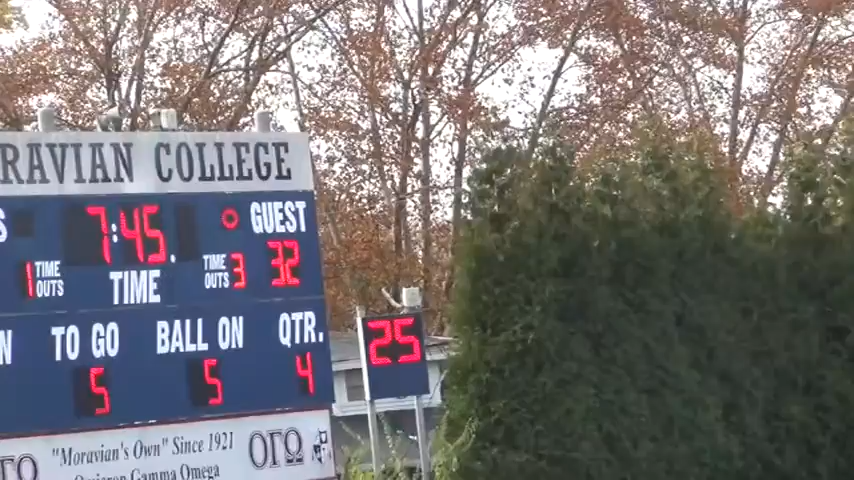 RAVIAN COLLEGE
7:45. GUEST
1 TIME OUTS TIME TIME OUTS 3 32
TO GO BALL ON QTR.
5 5 4
25
"Moravian's Own" Since 1921
Omicron Gamma Omega
ΟΓΩ